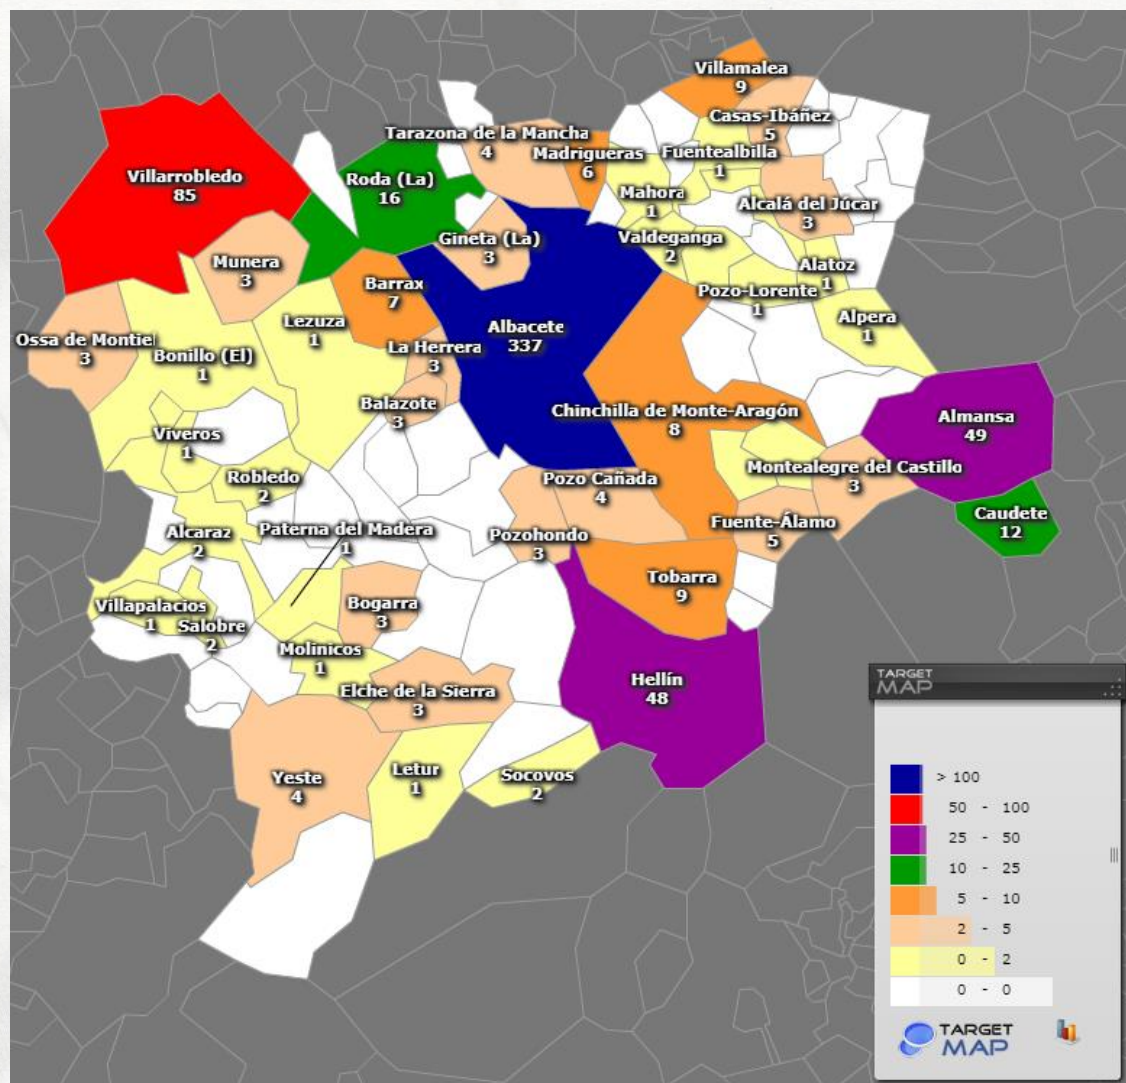 Villamalea
9
Casas-Ibáñez
5
Tarazona de la Mancha
4
Madrigueras
6
Fuentealbilla
1
Villarrobledo
85
Roda (La)
16
Mahora
1
Alcalá del Júcar
3
Gineta (La)
3
Valdeganga
2
Munera
3
Alatoz
1
Barrax
7
Pozo-Lorente
1
Albacete
337
Alpera
1
Lezuza
1
Ossa de Montiel
3
Bonillo (El)
1
La Herrera
3
Balazote
3
Chinchilla de Monte-Aragón
8
Almansa
49
Viveros
1
Robledo
2
Pozo Cañada
4
Montealegre del Castillo
3
Caudete
12
Alcaraz
2
Paterna del Madera
1
Pozohondo
3
Fuente-Álamo
5
Tobarra
9
Villapalacios
1
Salobre
2
Bogarra
3
Molinicos
1
Hellín
48
Elche de la Sierra
3
Yeste
4
Letur
1
Socovos
2
TARGET
MAP
> 100
50 - 100
25 - 50
10 - 25
5 - 10
2 - 5
0 - 2
0 - 0
TARGET
MAP